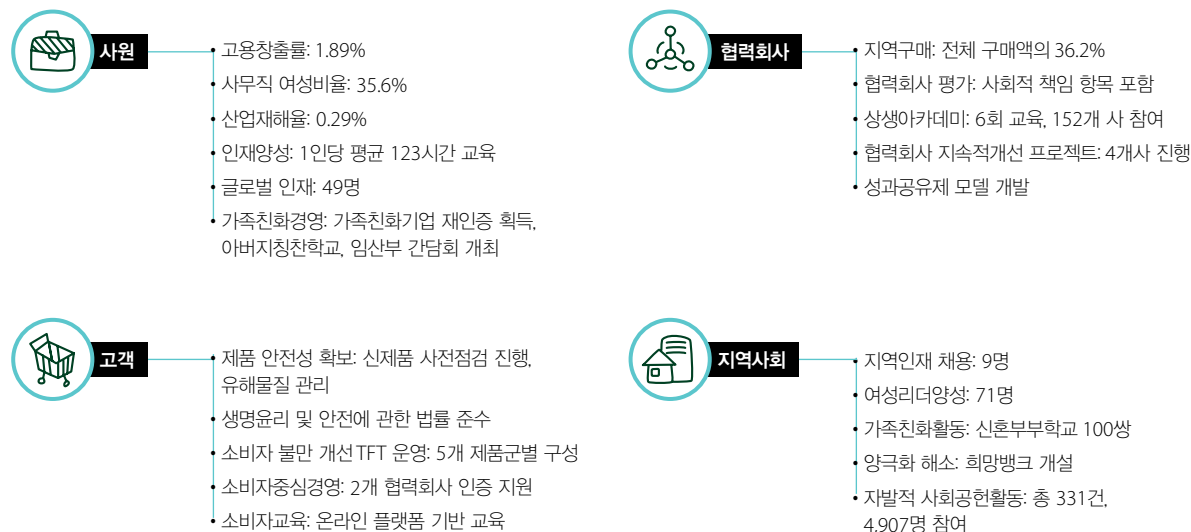 사원
• 고용창출률: 1.89%
• 사무직 여성비율: 35.6%
• 산업재해율: 0.29%
• 인재양성: 1인당 평균 123시간 교육
• 글로벌 인재: 49명
• 가족친화경영: 가족친화기업 재인증 획득,
아버지칭찬학교, 임산부 간담회 개최
협력회사
• 지역구매: 전체 구매액의 36.2%
• 협력회사 평가: 사회적 책임 항목 포함
• 상생아카데미: 6회 교육, 152개 사 참여
• 협력회사 지속적개선 프로젝트: 4개사 진행
• 성과공유제 모델 개발
고객
• 제품 안전성 확보: 신제품 사전점검 진행,
유해물질 관리
• 생명윤리 및 안전에 관한 법률 준수
• 소비자 불만 개선 TFT 운영: 5개 제품군별 구성
• 소비자중심경영: 2개 협력회사 인증 지원
• 소비자교육: 온라인 플랫폼 기반 교육
지역사회
• 지역인재 채용: 9명
• 여성리더양성: 71명
• 가족친화활동: 신혼부부학교 100쌍
• 양극화 해소: 희망뱅크 개설
• 자발적 사회공헌활동: 총 331건,
4,907명 참여